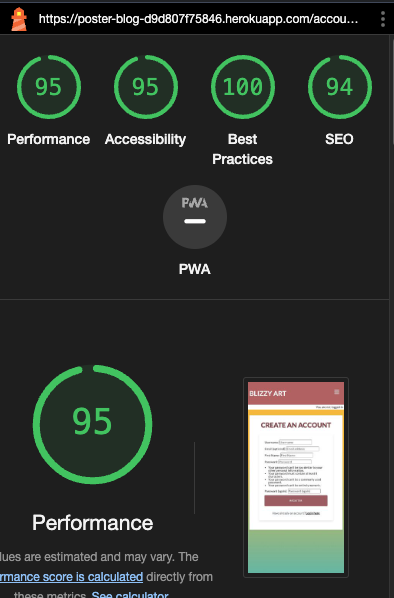 https://poster-blog-d9d807f75846.herokuapp.com/accou…
95
95
100
94
Performance
Accessibility
Best
Practices
SEO
PWA
PWA
95
Performance
lues are estimated and may vary. The
rmance score is calculated directly from
these metrics. See calculator.
BLIZZY ART
CREATE AN ACCOUNT